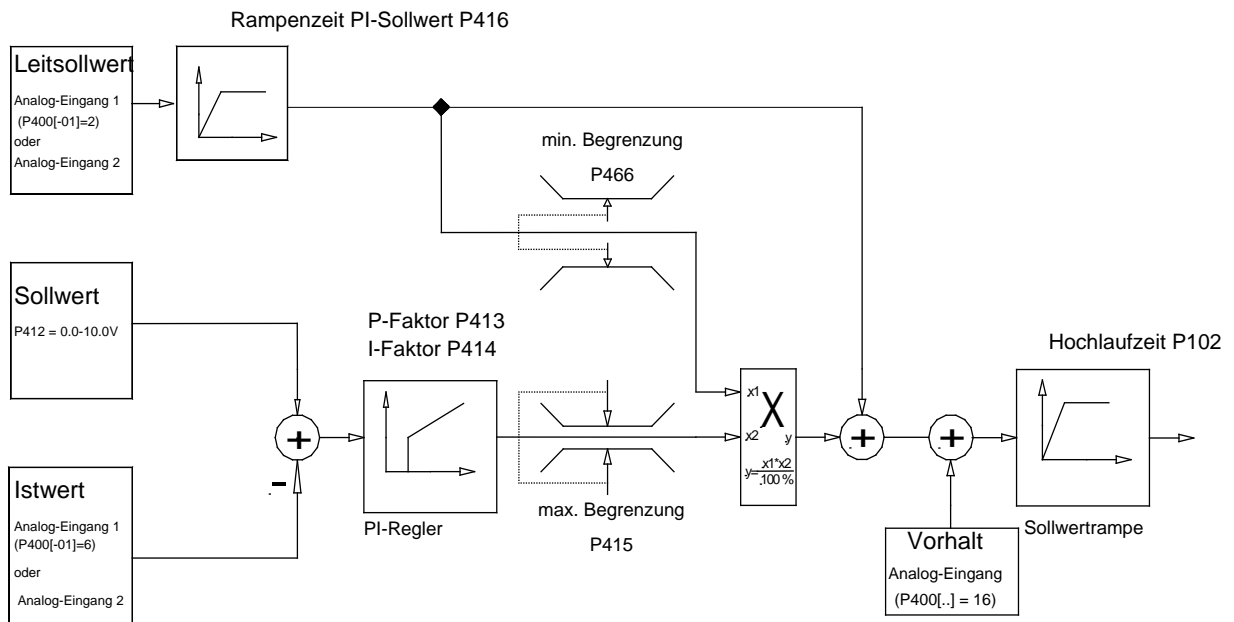 Rampenzeit PI-Sollwert P416
Leitsollwert
Analog-Eingang 1
(P400[-01]=2)
oder
Analog-Eingang 2
min. Begrenzung
P466
Sollwert
P412 = 0.0-10.0V
P-Faktor P413
I-Faktor P414
Hochlaufzeit P102
x1
X
x2
y
y=x1*x2
100 %
+
+
+
-
Istwert
Analog-Eingang 1
(P400[-01]=6)
oder
Analog-Eingang 2
PI-Regler
max. Begrenzung
P415
Vorhalt
Analog-Eingang
(P400[..] = 16)
Sollwertrampe